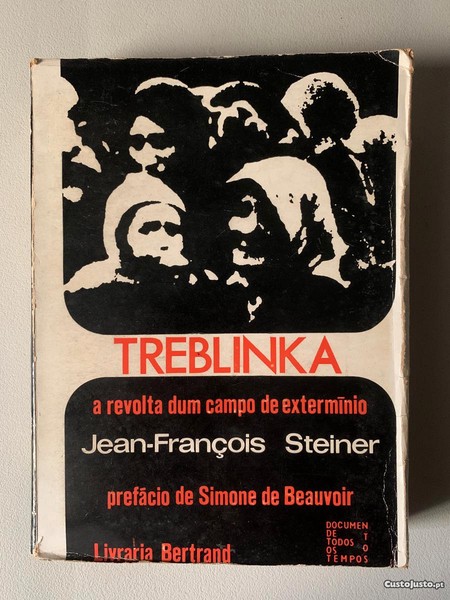 TREBLINKA
a revolta dum campo de extermínio
Jean-François Steiner
prefácio de Simone de Beauvoir
Livraria Bertrand
DOCUMEN
DE T
TODOS
OS O
TEMPOS
CustoJusto.pt